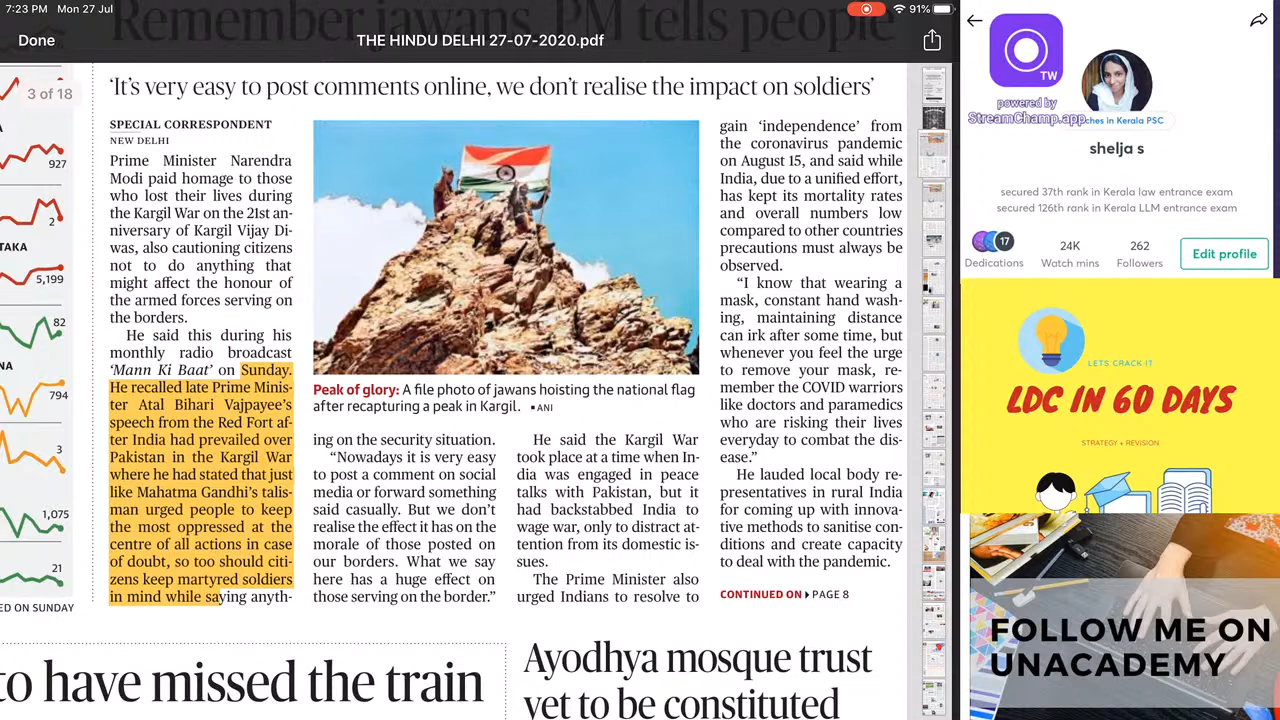 7:23 PM Mon 27 Jul
91%
Remember jawans, PM tells people
Done
THE HINDU DELHI 27-07-2020.pdf
3 of 18
927
2
TAKA
5,199
82
NA
794
3
1,075
21
ED ON SUNDAY
‘It’s very easy to post comments online, we don’t realise the impact on soldiers’
SPECIAL CORRESPONDENT
NEW DELHI
Prime Minister Narendra
Modi paid homage to those
who lost their lives during
the Kargil War on the 21st an-
niversary of Kargil Vijay Di-
was, also cautioning citizens
not to do anything that
might affect the honour of
the armed forces serving on
the borders.
He said this during his
monthly radio broadcast
‘Mann Ki Baat’ on Sunday.
He recalled late Prime Minis-
ter Atal Bihari Vajpayee’s
speech from the Red Fort af-
ter India had prevailed over
Pakistan in the Kargil War
where he had stated that just
like Mahatma Gandhi’s talis-
man urged people to keep
the most oppressed at the
centre of all actions in case
of doubt, so too should citi-
zens keep martyred soldiers
in mind while saying anyth-
Peak of glory: A file photo of jawans hoisting the national flag
after recapturing a peak in Kargil. ▪ ANI
ing on the security situation.
“Nowadays it is very easy
to post a comment on social
media or forward something
said casually. But we don’t
realise the effect it has on the
morale of those posted on
our borders. What we say
here has a huge effect on
those serving on the border.”
He said the Kargil War
took place at a time when In-
dia was engaged in peace
talks with Pakistan, but it
had backstabbed India to
wage war, only to distract at-
tention from its domestic is-
sues.
The Prime Minister also
urged Indians to resolve to
gain ‘independence’ from
the coronavirus pandemic
on August 15, and said while
India, due to a unified effort,
has kept its mortality rates
and overall numbers low
compared to other countries
precautions must always be
observed.
“I know that wearing a
mask, constant hand wash-
ing, maintaining distance
can irk after some time, but
whenever you feel the urge
to remove your mask, re-
member the COVID warriors
like doctors and paramedics
who are risking their lives
everyday to combat the dis-
ease.”
He lauded local body re-
presentatives in rural India
for coming up with innova-
tive methods to sanitise con-
ditions and create capacity
to deal with the pandemic.
CONTINUED ON ▸ PAGE 8
to have missed the train
Ayodhya mosque trust
yet to be constituted
TW
powered by
StreamChamp.app
ches in Kerala PSC
shelja s
secured 37th rank in Kerala law entrance exam
secured 126th rank in Kerala LLM entrance exam
17
Dedications
24K
Watch mins
262
Followers
Edit profile
LETS CRACK IT
LDC IN 60 DAYS
STRATEGY + REVISION
FOLLOW ME ON
UNACADEMY